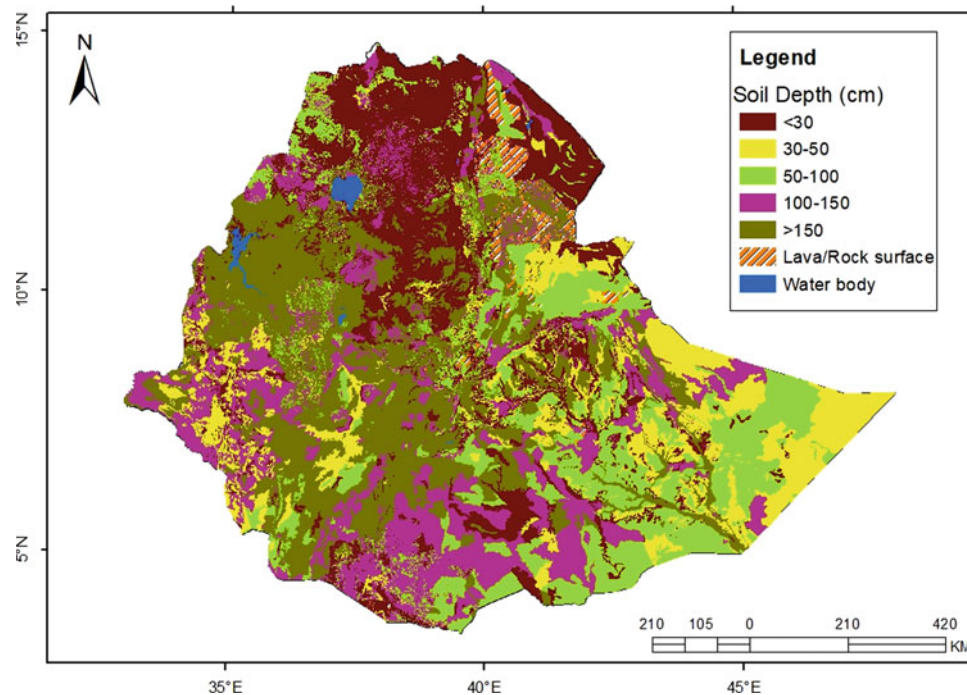 15°N
N
Legend
Soil Depth (cm)
<30
30-50
50-100
100-150
>150
Lava/Rock surface
Water body
10°N
5°N
210 105 0 210 420
KM
35°E 40°E 45°E